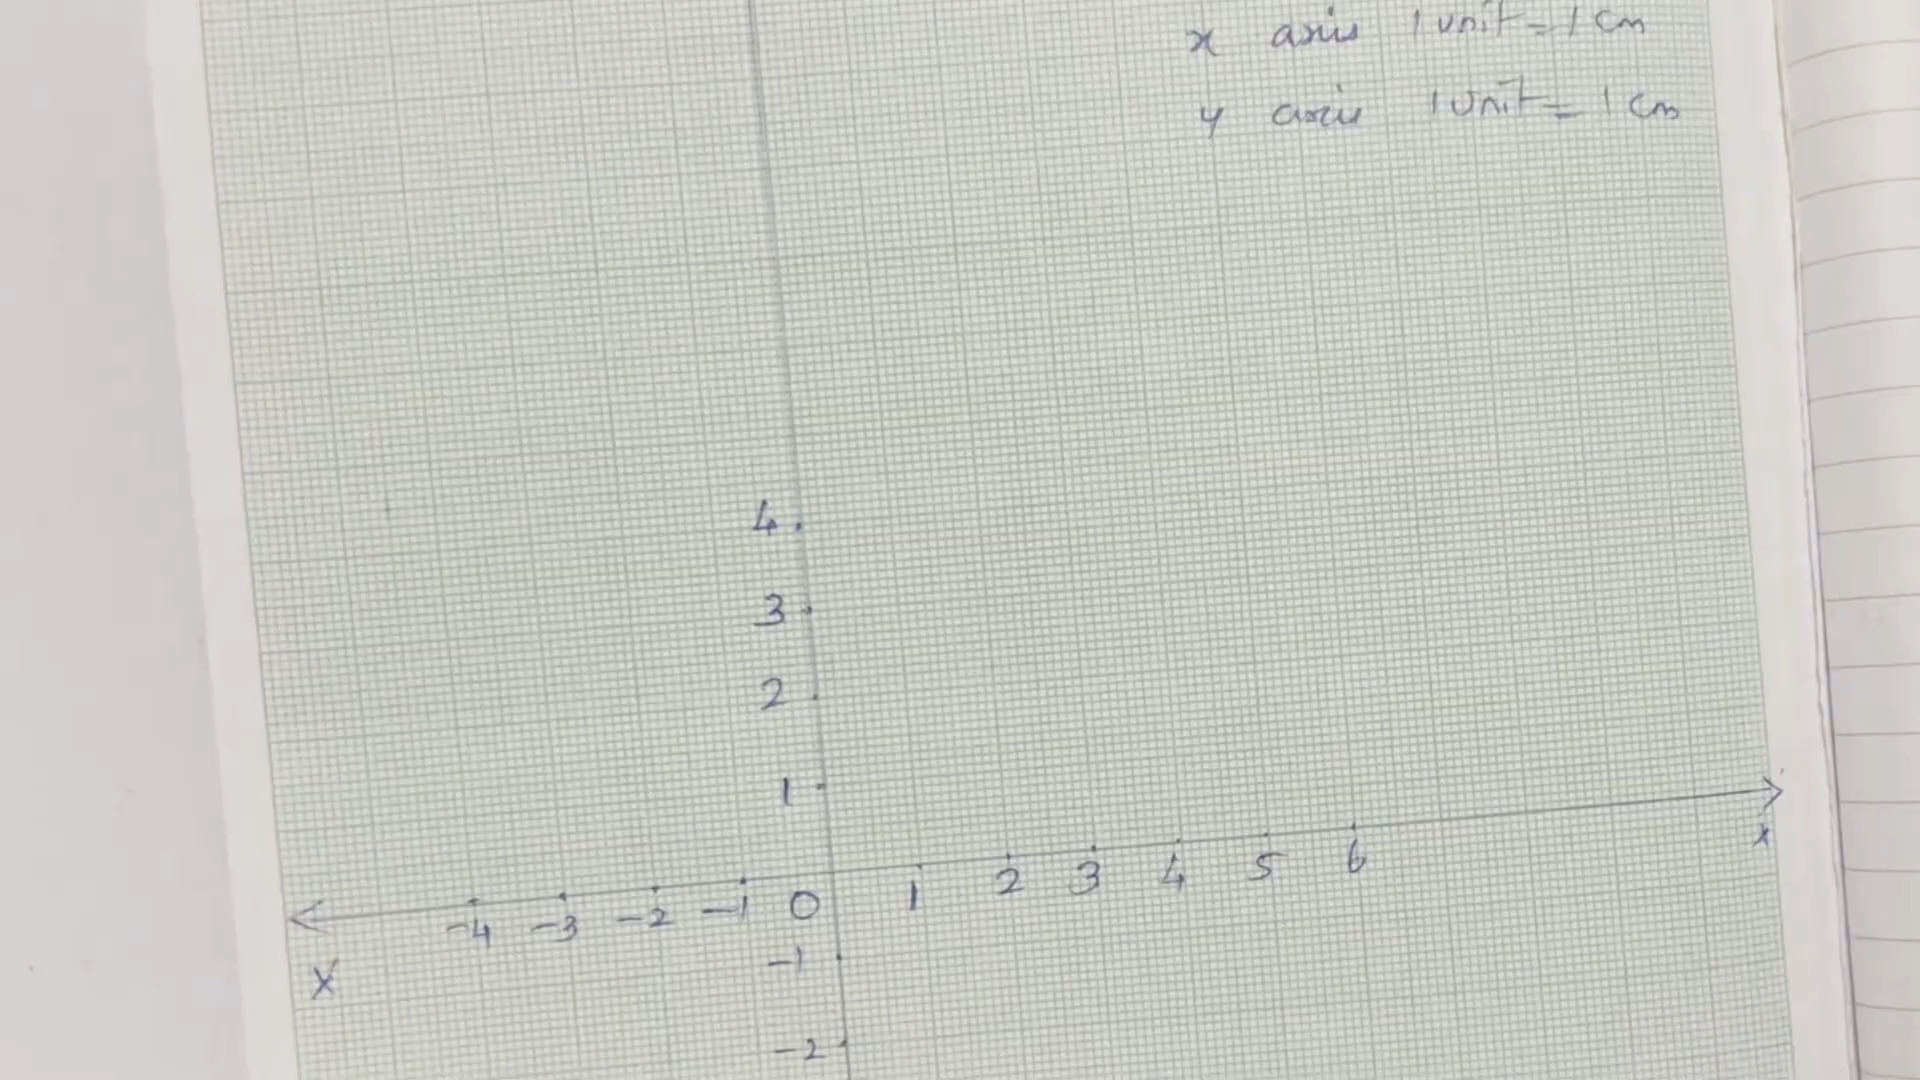 x axis 1 unit = 1 cm
y axis 1 unit = 1 cm
4
3
2
1
-4 -3 -2 -1 0 1 2 3 4 5 6
x
X
-1
-2